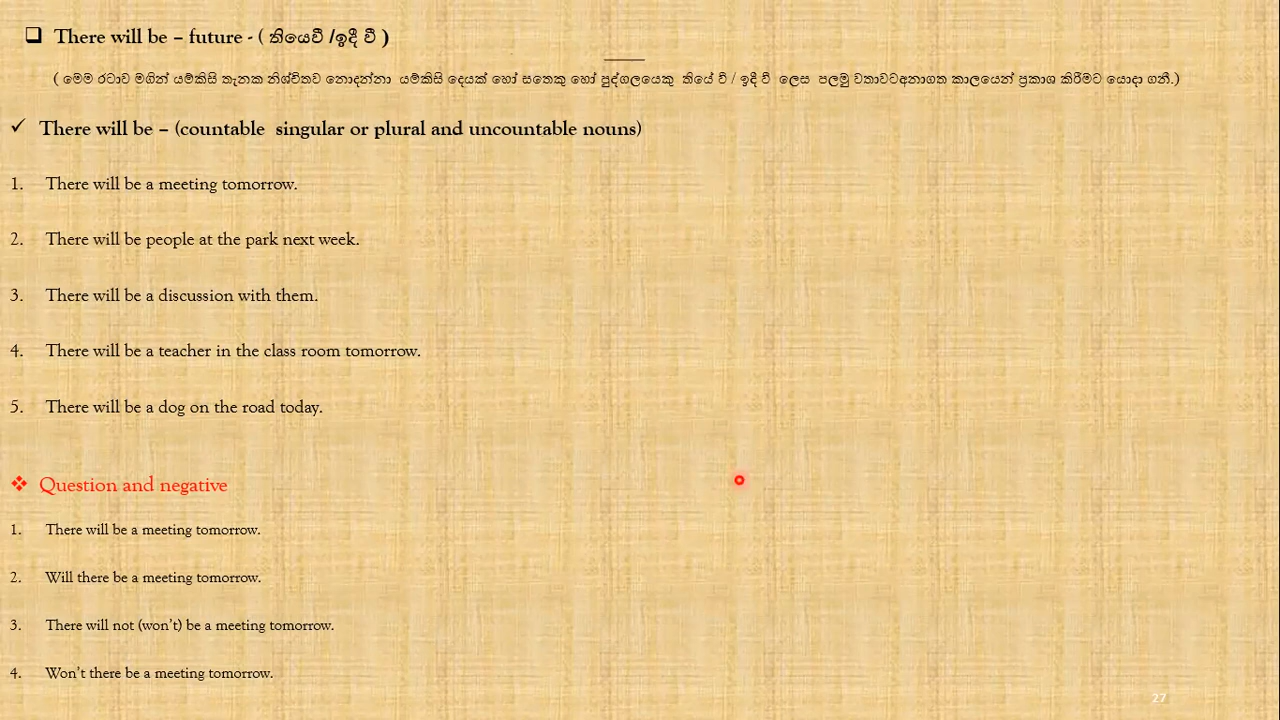 There will be – future - ( තියෙවී /ඉඳී වී )
( මෙම රටාව මගින් යම්කිසි තැනක නිශ්චිතව නොදන්නා යම්කිසි දෙයක් හෝ සතෙකු හෝ පුද්ගලයෙකු තියේ වි / ඉදි වි ලෙස පලමු වතාවටඅනාගත කාලයෙන් ප්‍රකාශ කිරිමට යොදා ගනී.)
There will be – (countable singular or plural and uncountable nouns)
1. There will be a meeting tomorrow.
2. There will be people at the park next week.
3. There will be a discussion with them.
4. There will be a teacher in the class room tomorrow.
5. There will be a dog on the road today.
Question and negative
1. There will be a meeting tomorrow.
2. Will there be a meeting tomorrow.
3. There will not (won’t) be a meeting tomorrow.
4. Won’t there be a meeting tomorrow.
27